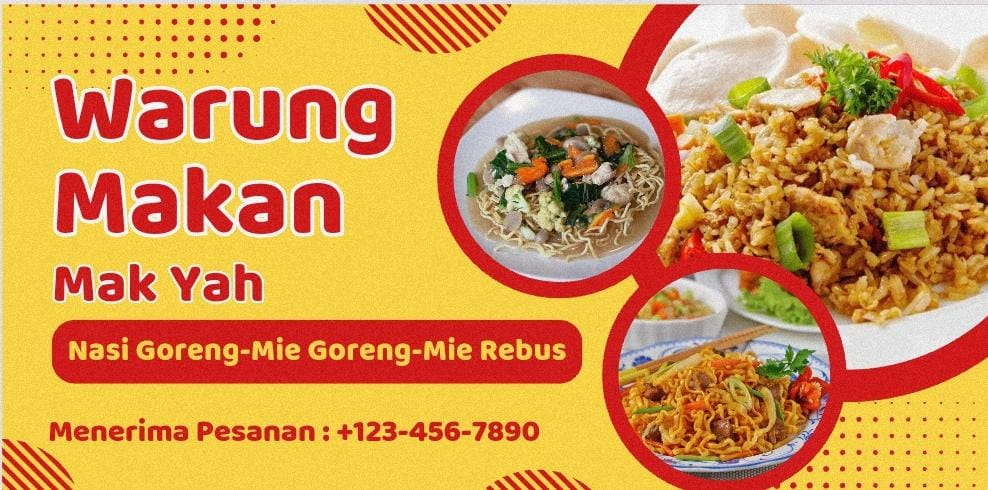 Warung
Makan
Mak Yah
Nasi Goreng-Mie Goreng-Mie Rebus
Menerima Pesanan : +123-456-7890